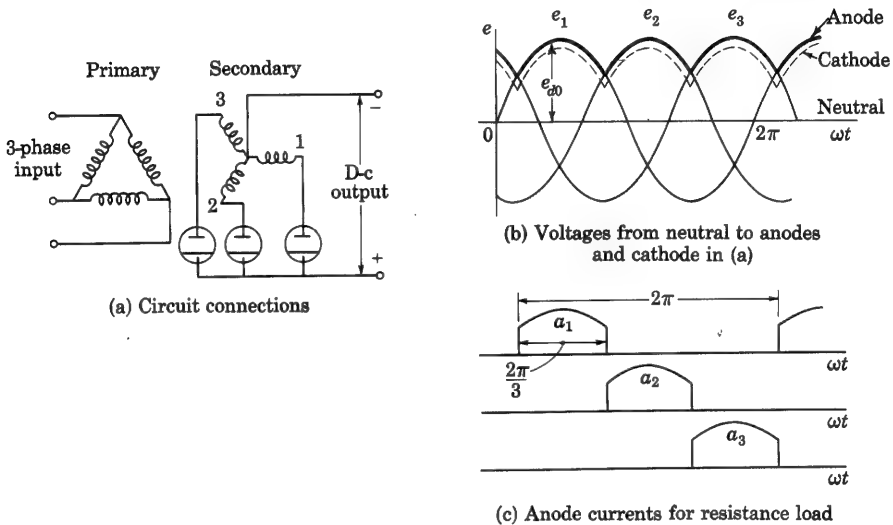 Primary
Secondary
3-phase
input
3
1
2
−
D-c
output
+
(a) Circuit connections
e
e₁
e₂
e₃
Anode
Cathode
e_d0
Neutral
0
2π
ωt
(b) Voltages from neutral to anodes
and cathode in (a)
2π
a₁
2π/3
ωt
a₂
ωt
a₃
ωt
(c) Anode currents for resistance load